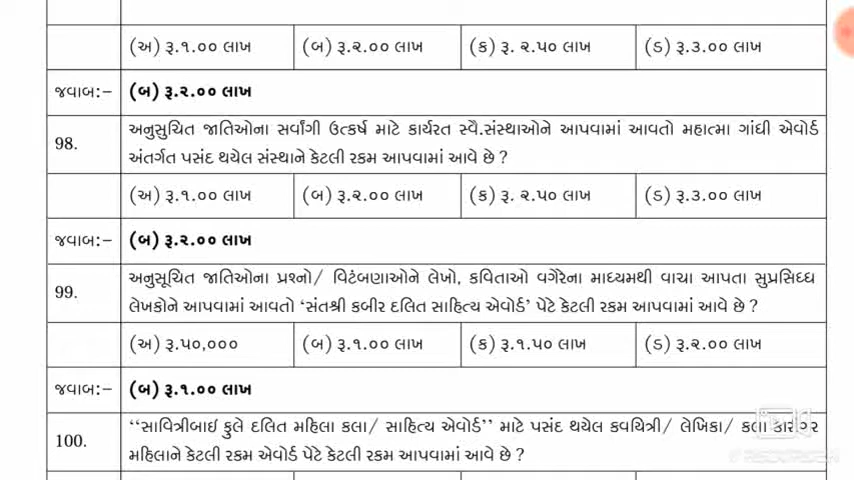 (અ) રૂ.૧.૦૦ લાખ (બ) રૂ.૨.૦૦ લાખ (ક) રૂ. ૨.૫૦ લાખ (ડ) રૂ.૩.૦૦ લાખ
જવાબ:- (બ) રૂ.૨.૦૦ લાખ
98. અનુસુચિત જાતિઓના સર્વાંગી ઉત્કર્ષ માટે કાર્યરત સ્વૈ.સંસ્થાઓને આપવામાં આવતો મહાત્મા ગાંધી એવોર્ડ
અંતર્ગત પસંદ થયેલ સંસ્થાને કેટલી રકમ આપવામાં આવે છે ?
(અ) રૂ.૧.૦૦ લાખ (બ) રૂ.૨.૦૦ લાખ (ક) રૂ. ૨.૫૦ લાખ (ડ) રૂ.૩.૦૦ લાખ
જવાબ:- (બ) રૂ.૨.૦૦ લાખ
99. અનુસૂચિત જાતિઓના પ્રશ્નો/ વિટંબણાઓને લેખો, કવિતાઓ વગેરેના માધ્યમથી વાચા આપતા સુપ્રસિધ્ધ
લેખકોને આપવામાં આવતો ‘સંતશ્રી કબીર દલિત સાહિત્ય એવોર્ડ’ પેટે કેટલી રકમ આપવામાં આવે છે ?
(અ) રૂ.૫૦,૦૦૦ (બ) રૂ.૧.૦૦ લાખ (ક) રૂ.૧.૫૦ લાખ (ડ) રૂ.૨.૦૦ લાખ
જવાબ:- (બ) રૂ.૧.૦૦ લાખ
100. ‘‘સાવિત્રીબાઈ ફુલે દલિત મહિલા કલા/ સાહિત્ય એવોર્ડ’’ માટે પસંદ થયેલ કવયિત્રી/ લેખિકા/ કલા કારીગર
મહિલાને કેટલી રકમ એવોર્ડ પેટે કેટલી રકમ આપવામાં આવે છે ?